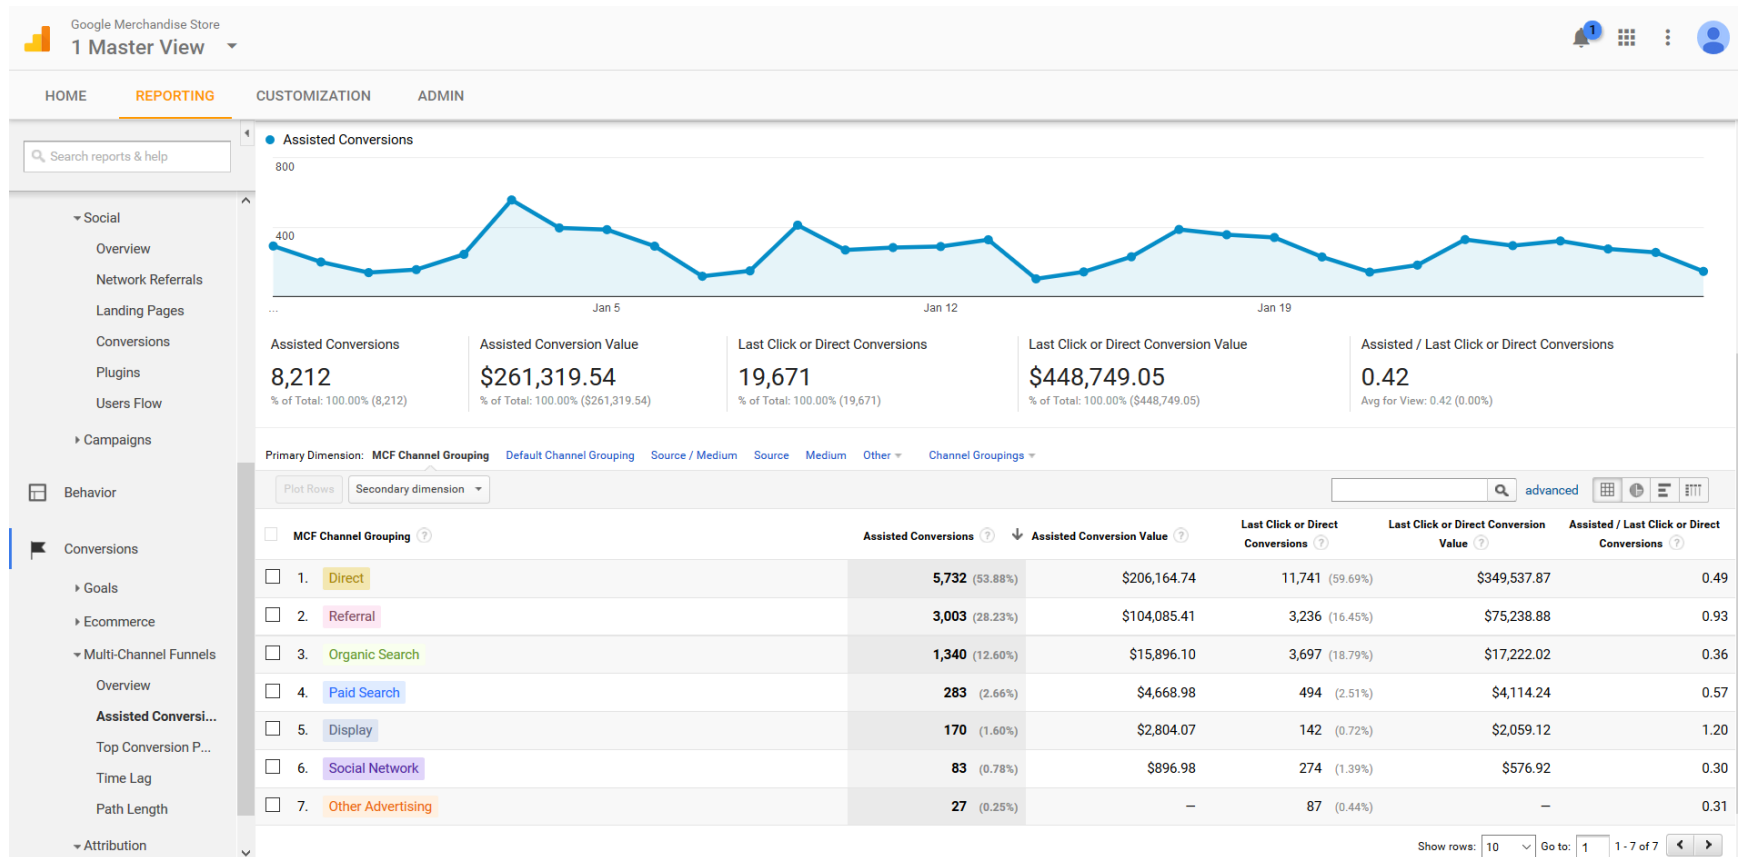 Google Merchandise Store
1 Master View
1
HOME REPORTING CUSTOMIZATION ADMIN
Search reports & help
Social
Overview
Network Referrals
Landing Pages
Conversions
Plugins
Users Flow
Campaigns
Behavior
Conversions
Goals
Ecommerce
Multi-Channel Funnels
Overview
Assisted Conversi...
Top Conversion P...
Time Lag
Path Length
Attribution
Assisted Conversions
800
400
... Jan 5 Jan 12 Jan 19
Assisted Conversions Assisted Conversion Value Last Click or Direct Conversions Last Click or Direct Conversion Value Assisted / Last Click or Direct Conversions
8,212 $261,319.54 19,671 $448,749.05 0.42
% of Total: 100.00% (8,212) % of Total: 100.00% ($261,319.54) % of Total: 100.00% (19,671) % of Total: 100.00% ($448,749.05) Avg for View: 0.42 (0.00%)
Primary Dimension: MCF Channel Grouping Default Channel Grouping Source / Medium Source Medium Other Channel Groupings
Plot Rows Secondary dimension advanced
MCF Channel Grouping ? Assisted Conversions ? Assisted Conversion Value ? Last Click or Direct Conversions ? Last Click or Direct Conversion Value ? Assisted / Last Click or Direct Conversions ?
1. Direct 5,732 (53.88%) $206,164.74 11,741 (59.69%) $349,537.87 0.49
2. Referral 3,003 (28.23%) $104,085.41 3,236 (16.45%) $75,238.88 0.93
3. Organic Search 1,340 (12.60%) $15,896.10 3,697 (18.79%) $17,222.02 0.36
4. Paid Search 283 (2.66%) $4,668.98 494 (2.51%) $4,114.24 0.57
5. Display 170 (1.60%) $2,804.07 142 (0.72%) $2,059.12 1.20
6. Social Network 83 (0.78%) $896.98 274 (1.39%) $576.92 0.30
7. Other Advertising 27 (0.25%) — 87 (0.44%) — 0.31
Show rows: 10 Go to: 1 1 - 7 of 7